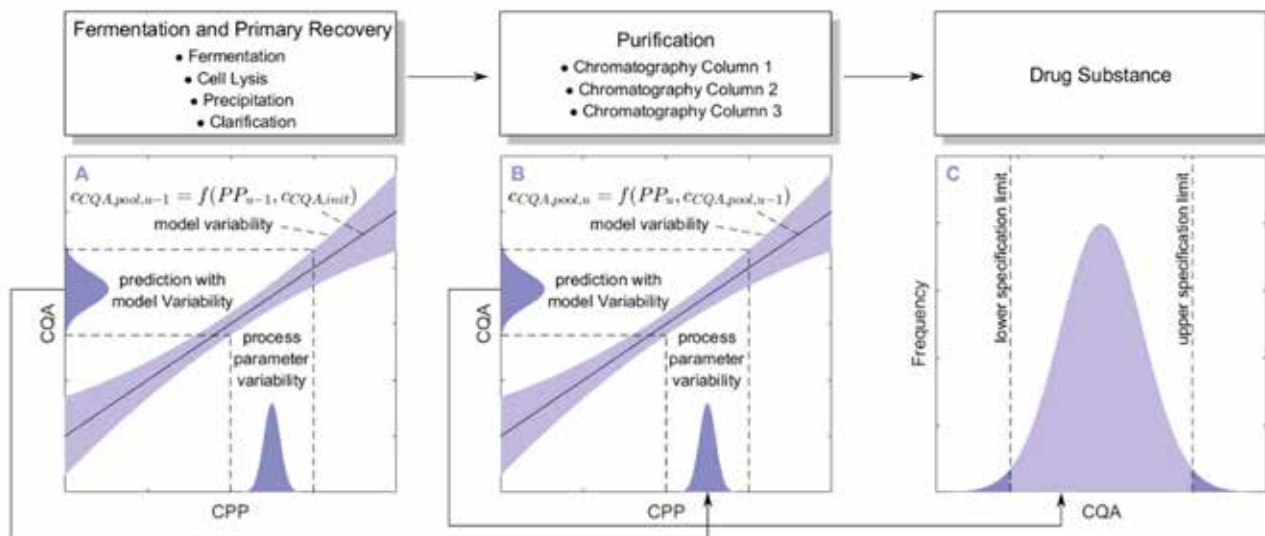 Fermentation and Primary Recovery
• Fermentation
• Cell Lysis
• Precipitation
• Clarification
Purification
• Chromatography Column 1
• Chromatography Column 2
• Chromatography Column 3
Drug Substance
A
c_{CQA,pool,u-1} = f(PP_{u-1}, c_{CQA,init})
model variability
prediction with
model Variability
process
parameter
variability
CQA
CPP
B
c_{CQA,pool,u} = f(PP_u, c_{CQA,pool,u-1})
model variability
prediction with
model Variability
process
parameter
variability
CQA
CPP
C
lower specification limit
upper specification limit
Frequency
CQA